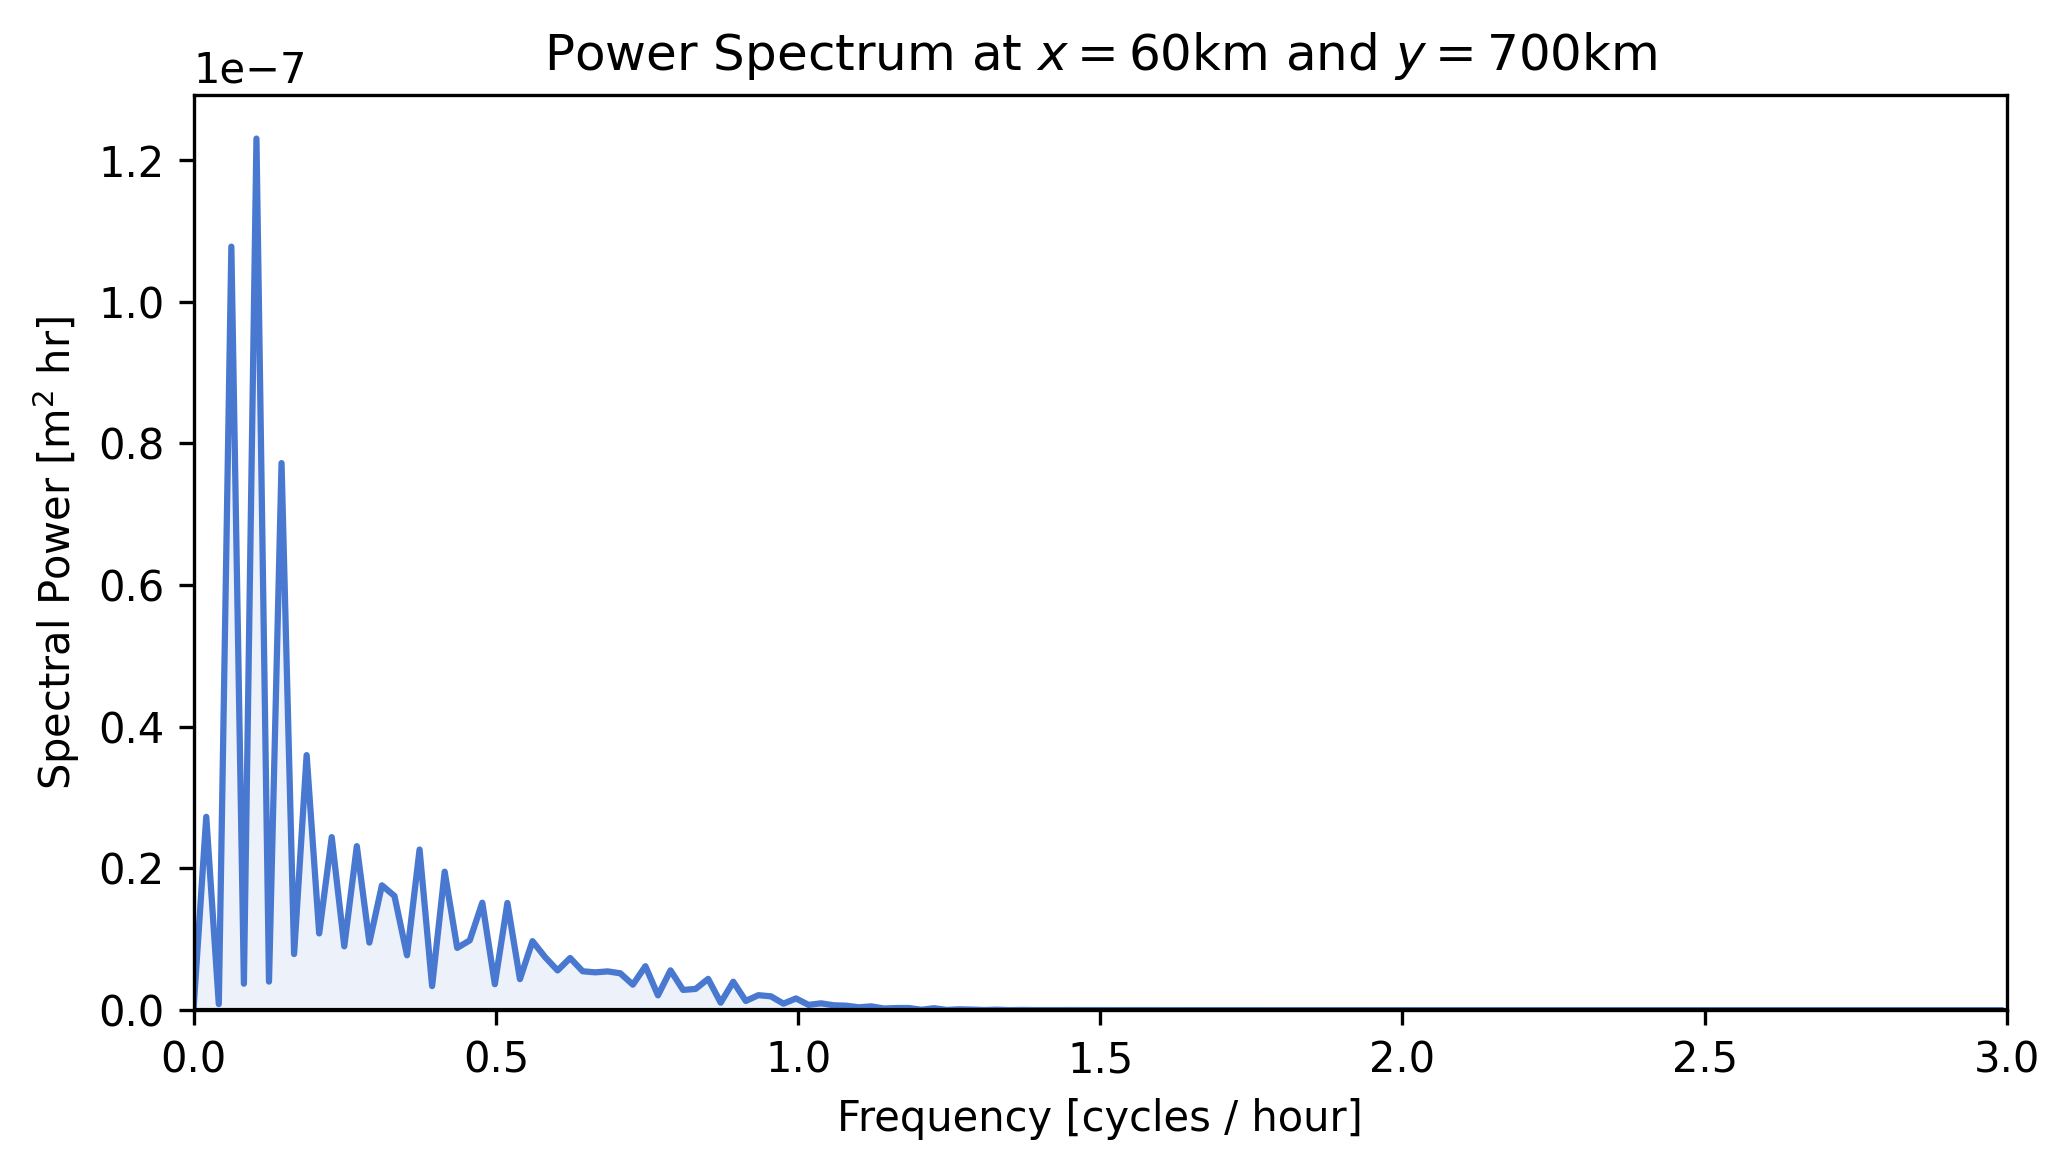 Power Spectrum at x = 60km and y = 700km
1e−7
1.2
1.0
0.8
0.6
0.4
0.2
0.0
Spectral Power [m² hr]
0.0 0.5 1.0 1.5 2.0 2.5 3.0
Frequency [cycles / hour]